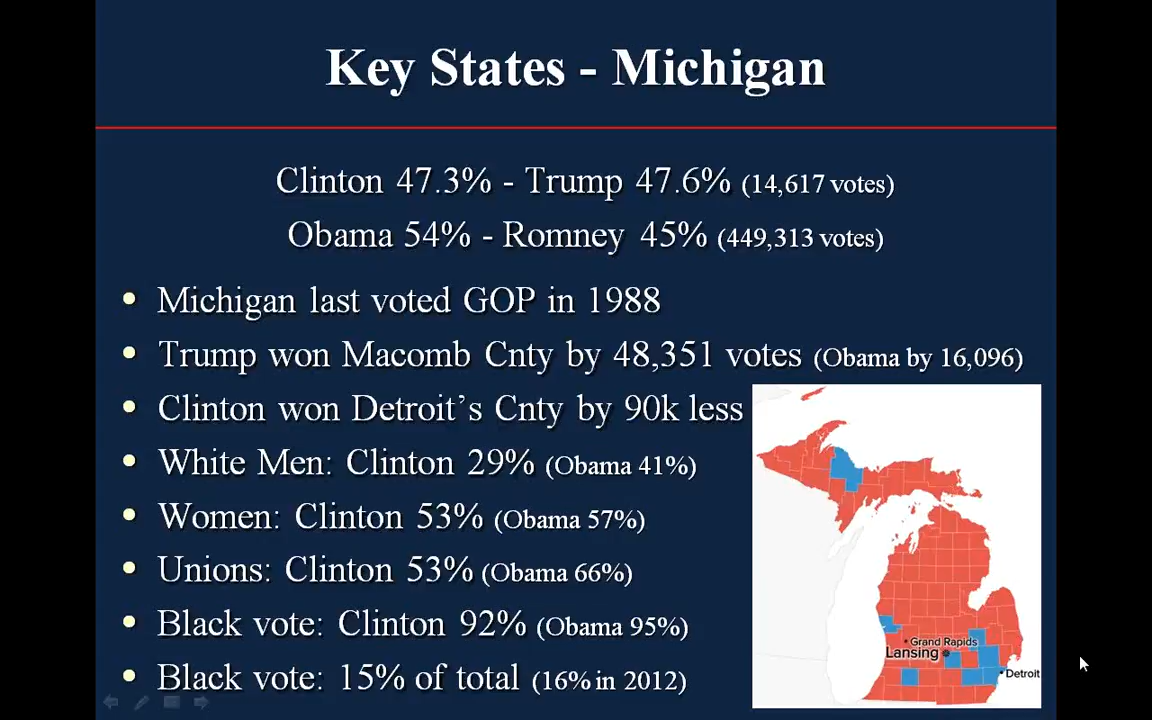 Key States - Michigan
Clinton 47.3% - Trump 47.6% (14,617 votes)
Obama 54% - Romney 45% (449,313 votes)
• Michigan last voted GOP in 1988
• Trump won Macomb Cnty by 48,351 votes (Obama by 16,096)
• Clinton won Detroit’s Cnty by 90k less
• White Men: Clinton 29% (Obama 41%)
• Women: Clinton 53% (Obama 57%)
• Unions: Clinton 53% (Obama 66%)
• Black vote: Clinton 92% (Obama 95%)
• Black vote: 15% of total (16% in 2012)
Grand Rapids
Lansing
Detroit